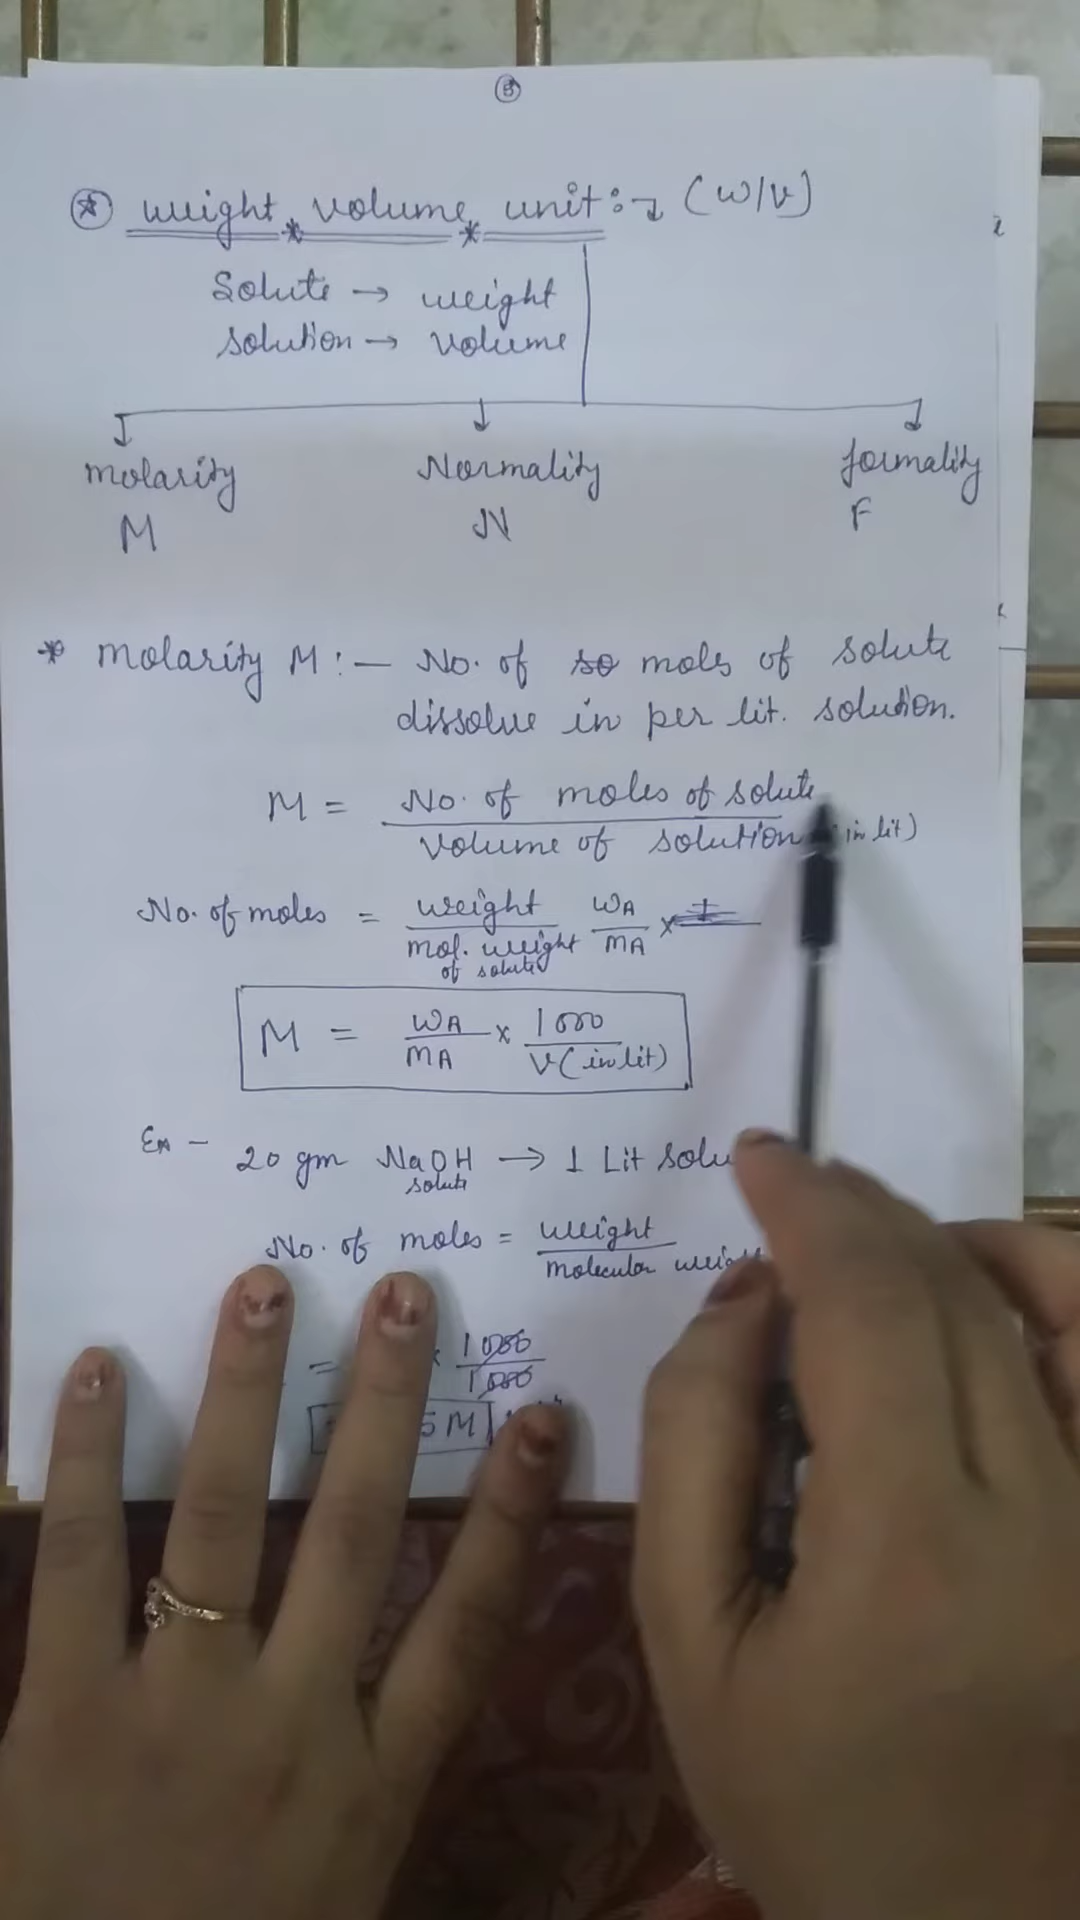 5
weight volume unit :↴ (w/v)
Solute → weight
Solution → volume
molarity Normality formality
M N F
* molarity M :— No. of so mols of solute
dissolve in per lit. solution.
M = No. of moles of solute
volume of solution in lit)
No. of moles = weight WA
mol. weight MA ×
of solute
M = WA × 1000
MA V (in lit)
Ex - 20 gm NaOH → 1 Lit
solute
No. of moles = weight
molecular
= × 1000
1000
5 M